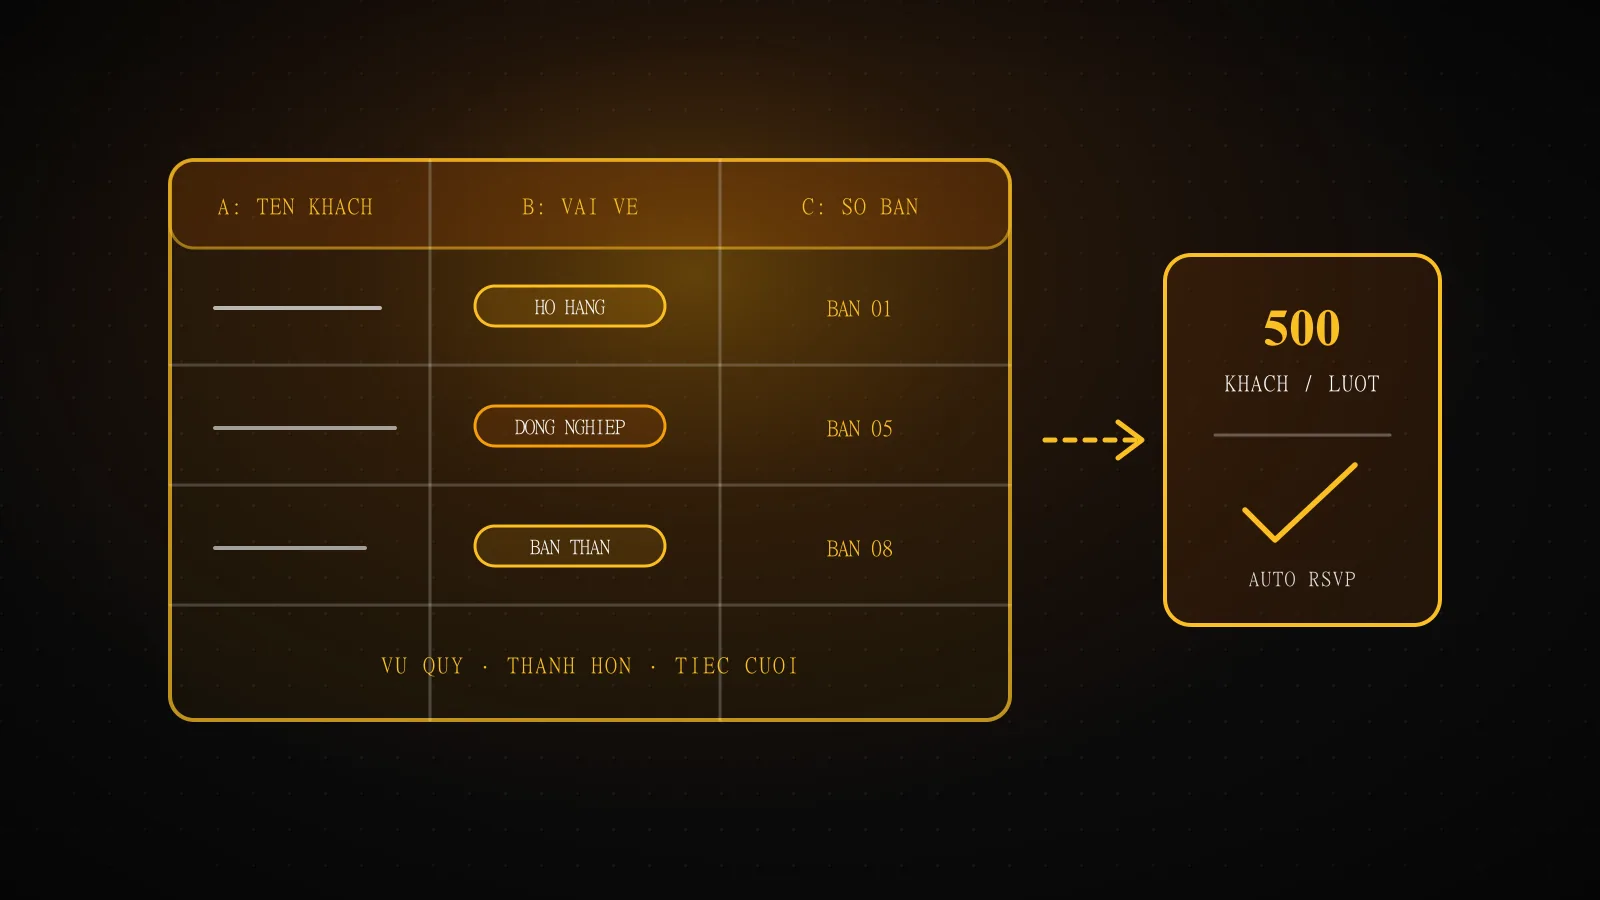 A: TEN KHACH
B: VAI VE
C: SO BAN
HO HANG
BAN 01
DONG NGHIEP
BAN 05
BAN THAN
BAN 08
VU QUY · THANH HON · TIEC CUOI
500
KHACH / LUOT
AUTO RSVP